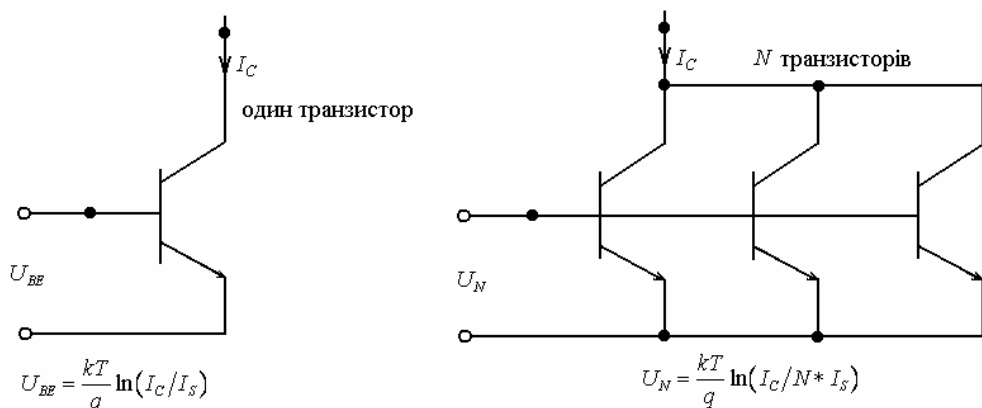 I_C
один транзистор
U_BE
U_BE = kT/q ln(I_C/I_S)
I_C
N транзисторів
U_N
U_N = kT/q ln(I_C/N* I_S)